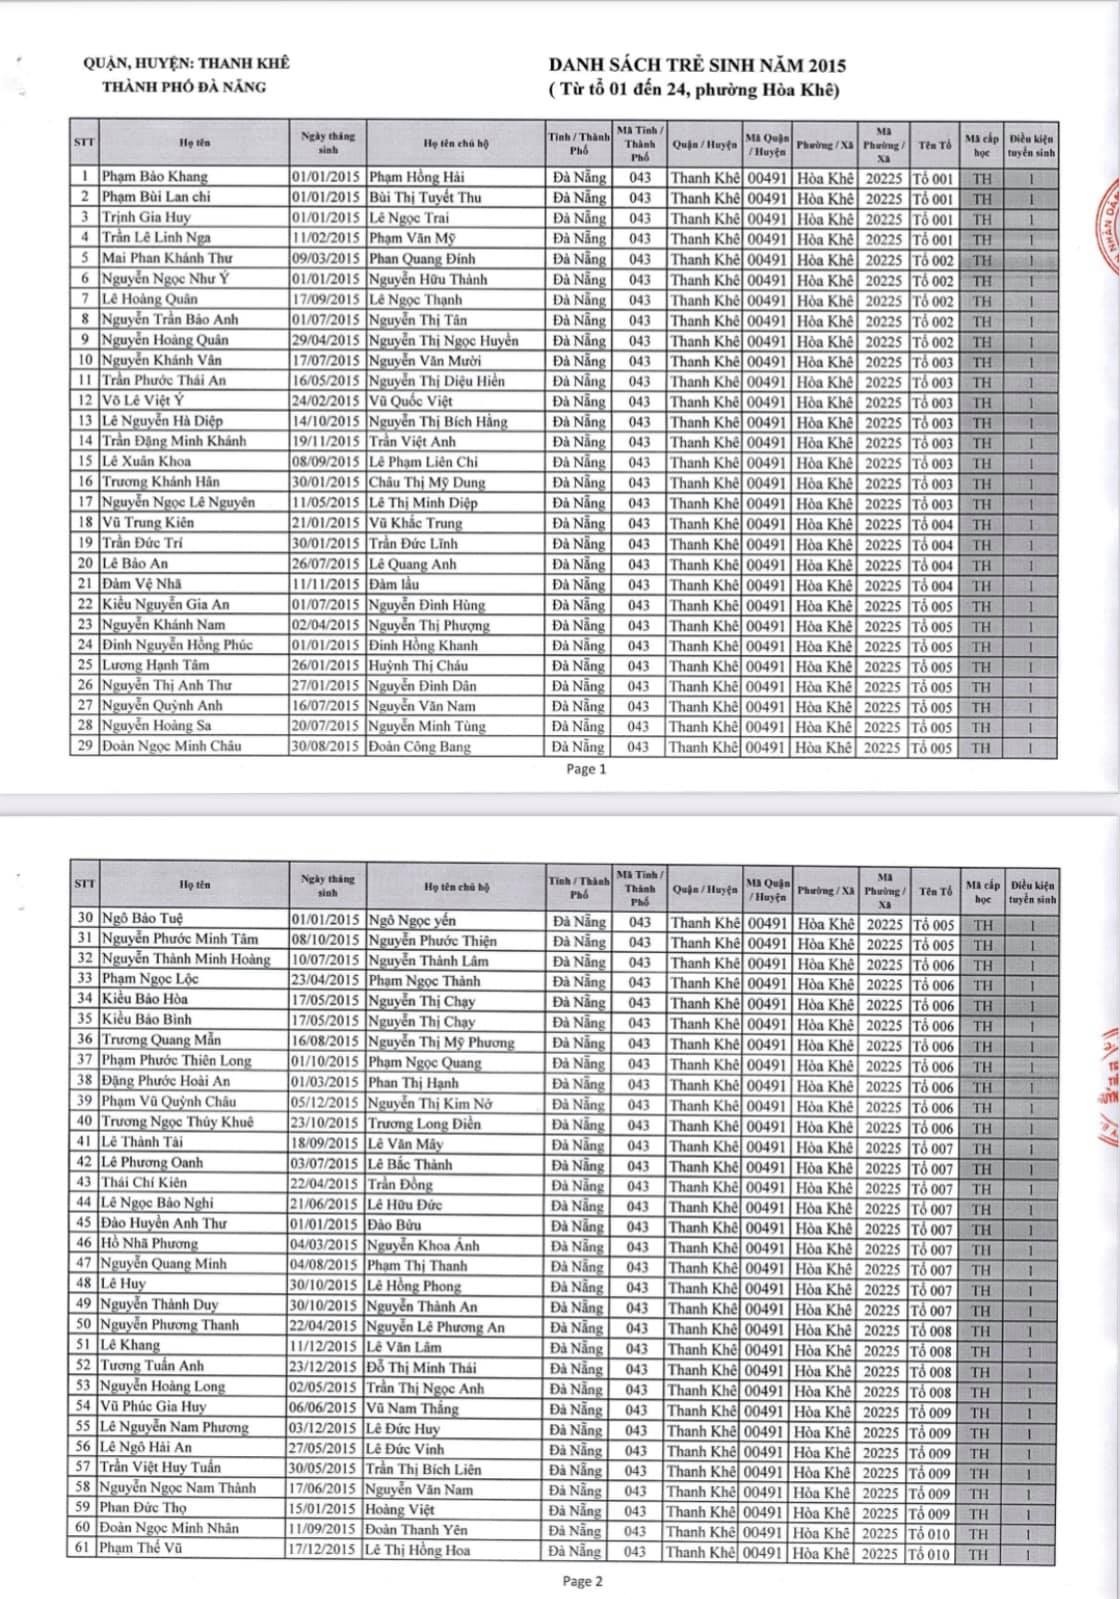 QUẬN, HUYỆN: THANH KHÊ
THÀNH PHỐ ĐÀ NẴNG
DANH SÁCH TRẺ SINH NĂM 2015
( Từ tổ 01 đến 24, phường Hòa Khê)
STT Họ tên Ngày tháng sinh Họ tên chủ hộ Tỉnh / Thành Phố Mã Tỉnh / Thành Phố Quận / Huyện Mã Quận / Huyện Phường / Xã Mã Phường / Xã Tên Tổ Mã cấp học Điều kiện tuyển sinh
1 Phạm Bảo Khang 01/01/2015 Phạm Hồng Hải Đà Nẵng 043 Thanh Khê 00491 Hòa Khê 20225 Tổ 001 TH 1
2 Phạm Bùi Lan chi 01/01/2015 Bùi Thị Tuyết Thu Đà Nẵng 043 Thanh Khê 00491 Hòa Khê 20225 Tổ 001 TH 1
3 Trịnh Gia Huy 01/01/2015 Lê Ngọc Trai Đà Nẵng 043 Thanh Khê 00491 Hòa Khê 20225 Tổ 001 TH 1
4 Trần Lê Linh Nga 11/02/2015 Phạm Văn Mỹ Đà Nẵng 043 Thanh Khê 00491 Hòa Khê 20225 Tổ 001 TH 1
5 Mai Phan Khánh Thư 09/03/2015 Phan Quang Đính Đà Nẵng 043 Thanh Khê 00491 Hòa Khê 20225 Tổ 002 TH 1
6 Nguyễn Ngọc Như Ý 01/01/2015 Nguyễn Hữu Thành Đà Nẵng 043 Thanh Khê 00491 Hòa Khê 20225 Tổ 002 TH 1
7 Lê Hoàng Quân 17/09/2015 Lê Ngọc Thạnh Đà Nẵng 043 Thanh Khê 00491 Hòa Khê 20225 Tổ 002 TH 1
8 Nguyễn Trần Bảo Anh 01/07/2015 Nguyễn Thị Tân Đà Nẵng 043 Thanh Khê 00491 Hòa Khê 20225 Tổ 002 TH 1
9 Nguyễn Hoàng Quân 29/04/2015 Nguyễn Thị Ngọc Huyền Đà Nẵng 043 Thanh Khê 00491 Hòa Khê 20225 Tổ 002 TH 1
10 Nguyễn Khánh Vân 17/07/2015 Nguyễn Văn Mười Đà Nẵng 043 Thanh Khê 00491 Hòa Khê 20225 Tổ 003 TH 1
11 Trần Phước Thái An 16/05/2015 Nguyễn Thị Diệu Hiền Đà Nẵng 043 Thanh Khê 00491 Hòa Khê 20225 Tổ 003 TH 1
12 Võ Lê Việt Ý 24/02/2015 Vũ Quốc Việt Đà Nẵng 043 Thanh Khê 00491 Hòa Khê 20225 Tổ 003 TH 1
13 Lê Nguyễn Hà Diệp 14/10/2015 Nguyễn Thị Bích Hằng Đà Nẵng 043 Thanh Khê 00491 Hòa Khê 20225 Tổ 003 TH 1
14 Trần Đặng Minh Khánh 19/11/2015 Trần Việt Anh Đà Nẵng 043 Thanh Khê 00491 Hòa Khê 20225 Tổ 003 TH 1
15 Lê Xuân Khoa 08/09/2015 Lê Phạm Liên Chi Đà Nẵng 043 Thanh Khê 00491 Hòa Khê 20225 Tổ 003 TH 1
16 Trương Khánh Hân 30/01/2015 Châu Thị Mỹ Dung Đà Nẵng 043 Thanh Khê 00491 Hòa Khê 20225 Tổ 003 TH 1
17 Nguyễn Ngọc Lê Nguyên 11/05/2015 Lê Thị Minh Diệp Đà Nẵng 043 Thanh Khê 00491 Hòa Khê 20225 Tổ 003 TH 1
18 Vũ Trung Kiên 21/01/2015 Vũ Khắc Trung Đà Nẵng 043 Thanh Khê 00491 Hòa Khê 20225 Tổ 004 TH 1
19 Trần Đức Trí 30/01/2015 Trần Đức Lĩnh Đà Nẵng 043 Thanh Khê 00491 Hòa Khê 20225 Tổ 004 TH 1
20 Lê Bảo An 26/07/2015 Lê Quang Anh Đà Nẵng 043 Thanh Khê 00491 Hòa Khê 20225 Tổ 004 TH 1
21 Đàm Vệ Nhã 11/11/2015 Đàm lầu Đà Nẵng 043 Thanh Khê 00491 Hòa Khê 20225 Tổ 004 TH 1
22 Kiều Nguyễn Gia An 01/07/2015 Nguyễn Đình Hùng Đà Nẵng 043 Thanh Khê 00491 Hòa Khê 20225 Tổ 005 TH 1
23 Nguyễn Khánh Nam 02/04/2015 Nguyễn Thị Phượng Đà Nẵng 043 Thanh Khê 00491 Hòa Khê 20225 Tổ 005 TH 1
24 Đinh Nguyễn Hồng Phúc 01/01/2015 Đinh Hồng Khanh Đà Nẵng 043 Thanh Khê 00491 Hòa Khê 20225 Tổ 005 TH 1
25 Lương Hạnh Tâm 26/01/2015 Huỳnh Thị Cháu Đà Nẵng 043 Thanh Khê 00491 Hòa Khê 20225 Tổ 005 TH 1
26 Nguyễn Thị Anh Thư 27/01/2015 Nguyễn Đình Dân Đà Nẵng 043 Thanh Khê 00491 Hòa Khê 20225 Tổ 005 TH 1
27 Nguyễn Quỳnh Anh 16/07/2015 Nguyễn Văn Nam Đà Nẵng 043 Thanh Khê 00491 Hòa Khê 20225 Tổ 005 TH 1
28 Nguyễn Hoàng Sa 20/07/2015 Nguyễn Minh Tùng Đà Nẵng 043 Thanh Khê 00491 Hòa Khê 20225 Tổ 005 TH 1
29 Đoàn Ngọc Minh Châu 30/08/2015 Đoàn Công Bang Đà Nẵng 043 Thanh Khê 00491 Hòa Khê 20225 Tổ 005 TH 1
Page 1
STT Họ tên Ngày tháng sinh Họ tên chủ hộ Tỉnh / Thành Phố Mã Tỉnh / Thành Phố Quận / Huyện Mã Quận / Huyện Phường / Xã Mã Phường / Xã Tên Tổ Mã cấp học Điều kiện tuyển sinh
30 Ngô Bảo Tuệ 01/01/2015 Ngô Ngọc yến Đà Nẵng 043 Thanh Khê 00491 Hòa Khê 20225 Tổ 005 TH 1
31 Nguyễn Phước Minh Tâm 08/10/2015 Nguyễn Phước Thiện Đà Nẵng 043 Thanh Khê 00491 Hòa Khê 20225 Tổ 005 TH 1
32 Nguyễn Thành Minh Hoàng 10/07/2015 Nguyễn Thành Lâm Đà Nẵng 043 Thanh Khê 00491 Hòa Khê 20225 Tổ 006 TH 1
33 Phạm Ngọc Lộc 23/04/2015 Phạm Ngọc Thành Đà Nẵng 043 Thanh Khê 00491 Hòa Khê 20225 Tổ 006 TH 1
34 Kiều Bảo Hòa 17/05/2015 Nguyễn Thị Chạy Đà Nẵng 043 Thanh Khê 00491 Hòa Khê 20225 Tổ 006 TH 1
35 Kiều Bảo Bình 17/05/2015 Nguyễn Thị Chạy Đà Nẵng 043 Thanh Khê 00491 Hòa Khê 20225 Tổ 006 TH 1
36 Trương Quang Mẫn 16/08/2015 Nguyễn Thị Mỹ Phương Đà Nẵng 043 Thanh Khê 00491 Hòa Khê 20225 Tổ 006 TH 1
37 Phạm Phước Thiên Long 01/10/2015 Phạm Ngọc Quang Đà Nẵng 043 Thanh Khê 00491 Hòa Khê 20225 Tổ 006 TH 1
38 Đặng Phước Hoài An 01/03/2015 Phan Thị Hạnh Đà Nẵng 043 Thanh Khê 00491 Hòa Khê 20225 Tổ 006 TH 1
39 Phạm Vũ Quỳnh Châu 05/12/2015 Nguyễn Thị Kim Nở Đà Nẵng 043 Thanh Khê 00491 Hòa Khê 20225 Tổ 006 TH 1
40 Trương Ngọc Thúy Khuê 23/10/2015 Trương Long Điền Đà Nẵng 043 Thanh Khê 00491 Hòa Khê 20225 Tổ 006 TH 1
41 Lê Thành Tài 18/09/2015 Lê Văn Mây Đà Nẵng 043 Thanh Khê 00491 Hòa Khê 20225 Tổ 007 TH 1
42 Lê Phương Oanh 03/07/2015 Lê Bắc Thành Đà Nẵng 043 Thanh Khê 00491 Hòa Khê 20225 Tổ 007 TH 1
43 Thái Chí Kiên 22/04/2015 Trần Đồng Đà Nẵng 043 Thanh Khê 00491 Hòa Khê 20225 Tổ 007 TH 1
44 Lê Ngọc Bảo Nghi 21/06/2015 Lê Hữu Đức Đà Nẵng 043 Thanh Khê 00491 Hòa Khê 20225 Tổ 007 TH 1
45 Đào Huyền Anh Thư 01/01/2015 Đào Bửu Đà Nẵng 043 Thanh Khê 00491 Hòa Khê 20225 Tổ 007 TH 1
46 Hồ Nhã Phương 04/03/2015 Nguyễn Khoa Ánh Đà Nẵng 043 Thanh Khê 00491 Hòa Khê 20225 Tổ 007 TH 1
47 Nguyễn Quang Minh 04/08/2015 Phạm Thị Thanh Đà Nẵng 043 Thanh Khê 00491 Hòa Khê 20225 Tổ 007 TH 1
48 Lê Huy 30/10/2015 Lê Hồng Phong Đà Nẵng 043 Thanh Khê 00491 Hòa Khê 20225 Tổ 007 TH 1
49 Nguyễn Thành Duy 30/10/2015 Nguyễn Thành An Đà Nẵng 043 Thanh Khê 00491 Hòa Khê 20225 Tổ 007 TH 1
50 Nguyễn Phương Thanh 22/04/2015 Nguyễn Lê Phương An Đà Nẵng 043 Thanh Khê 00491 Hòa Khê 20225 Tổ 008 TH 1
51 Lê Khang 11/12/2015 Lê Văn Lâm Đà Nẵng 043 Thanh Khê 00491 Hòa Khê 20225 Tổ 008 TH 1
52 Tương Tuấn Anh 23/12/2015 Đỗ Thị Minh Thái Đà Nẵng 043 Thanh Khê 00491 Hòa Khê 20225 Tổ 008 TH 1
53 Nguyễn Hoàng Long 02/05/2015 Trần Thị Ngọc Anh Đà Nẵng 043 Thanh Khê 00491 Hòa Khê 20225 Tổ 008 TH 1
54 Vũ Phúc Gia Huy 06/06/2015 Vũ Nam Thắng Đà Nẵng 043 Thanh Khê 00491 Hòa Khê 20225 Tổ 009 TH 1
55 Lê Nguyễn Nam Phương 03/12/2015 Lê Đức Huy Đà Nẵng 043 Thanh Khê 00491 Hòa Khê 20225 Tổ 009 TH 1
56 Lê Ngô Hải An 27/05/2015 Lê Đức Vinh Đà Nẵng 043 Thanh Khê 00491 Hòa Khê 20225 Tổ 009 TH 1
57 Trần Việt Huy Tuấn 30/05/2015 Trần Thị Bích Liên Đà Nẵng 043 Thanh Khê 00491 Hòa Khê 20225 Tổ 009 TH 1
58 Nguyễn Ngọc Nam Thành 17/06/2015 Nguyễn Văn Nam Đà Nẵng 043 Thanh Khê 00491 Hòa Khê 20225 Tổ 009 TH 1
59 Phan Đức Thọ 15/01/2015 Hoàng Việt Đà Nẵng 043 Thanh Khê 00491 Hòa Khê 20225 Tổ 009 TH 1
60 Đoàn Ngọc Minh Nhân 11/09/2015 Đoàn Thanh Yên Đà Nẵng 043 Thanh Khê 00491 Hòa Khê 20225 Tổ 010 TH 1
61 Phạm Thế Vũ 17/12/2015 Lê Thị Hồng Hoa Đà Nẵng 043 Thanh Khê 00491 Hòa Khê 20225 Tổ 010 TH 1
Page 2